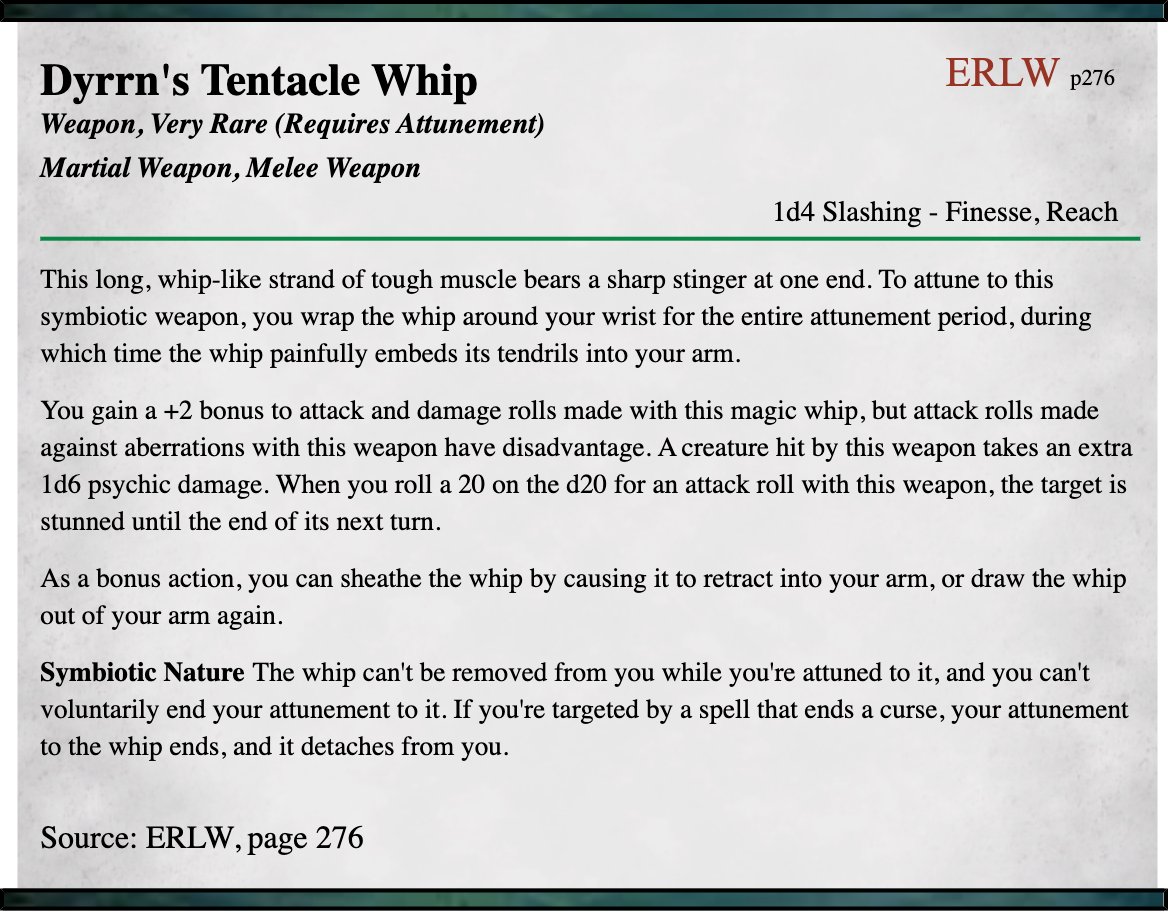 Dyrrn's Tentacle Whip
ERLW p276
Weapon, Very Rare (Requires Attunement)
Martial Weapon, Melee Weapon
1d4 Slashing - Finesse, Reach
This long, whip-like strand of tough muscle bears a sharp stinger at one end. To attune to this
symbiotic weapon, you wrap the whip around your wrist for the entire attunement period, during
which time the whip painfully embeds its tendrils into your arm.
You gain a +2 bonus to attack and damage rolls made with this magic whip, but attack rolls made
against aberrations with this weapon have disadvantage. A creature hit by this weapon takes an extra
1d6 psychic damage. When you roll a 20 on the d20 for an attack roll with this weapon, the target is
stunned until the end of its next turn.
As a bonus action, you can sheathe the whip by causing it to retract into your arm, or draw the whip
out of your arm again.
Symbiotic Nature The whip can't be removed from you while you're attuned to it, and you can't
voluntarily end your attunement to it. If you're targeted by a spell that ends a curse, your attunement
to the whip ends, and it detaches from you.
Source: ERLW, page 276